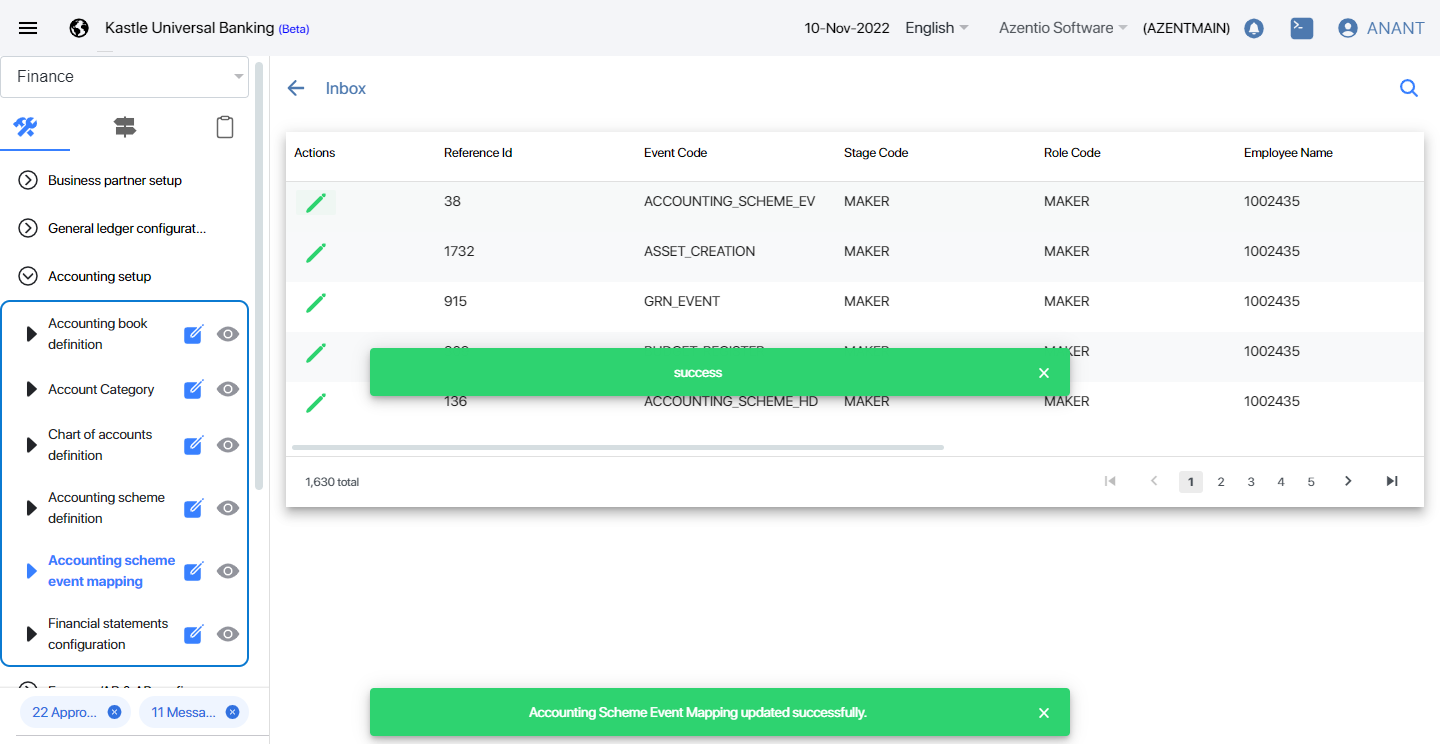 Kastle Universal Banking (Beta)
10-Nov-2022
English
Azentio Software
(AZENTMAIN)
ANANT
Finance
Business partner setup
General ledger configurat...
Accounting setup
Accounting book
definition
Account Category
Chart of accounts
definition
Accounting scheme
definition
Accounting scheme
event mapping
Financial statements
configuration
22 Appro...
11 Messa...
Inbox
Actions Reference Id Event Code Stage Code Role Code Employee Name
38 ACCOUNTING_SCHEME_EV MAKER MAKER 1002435
1732 ASSET_CREATION MAKER MAKER 1002435
915 GRN_EVENT MAKER MAKER 1002435
MAKER 1002435
success
136 ACCOUNTING_SCHEME_HD MAKER MAKER 1002435
1,630 total
1 2 3 4 5
Accounting Scheme Event Mapping updated successfully.